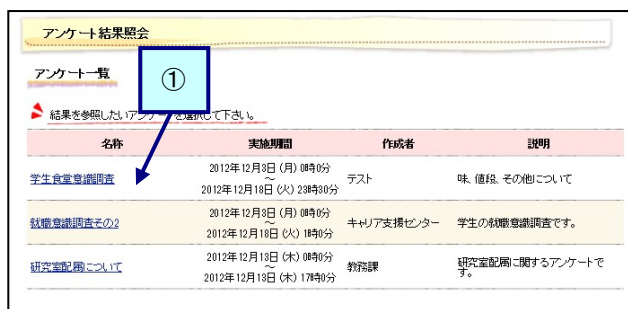 アンケート結果照会
アンケート一覧
①
結果を参照したいアンケートを選択して下さい。
名称 実施期間 作成者 説明
学生食堂意識調査 2012年12月3日(月) 0時0分 ～ 2012年12月18日(火) 23時30分 テスト 味、値段、その他について
就職意識調査その2 2012年12月3日(月) 0時0分 ～ 2012年12月18日(火) 1時0分 キャリア支援センター 学生の就職意識調査です。
研究室配属について 2012年12月13日(木) 0時0分 ～ 2012年12月13日(木) 17時0分 教務課 研究室配属に関するアンケートです。